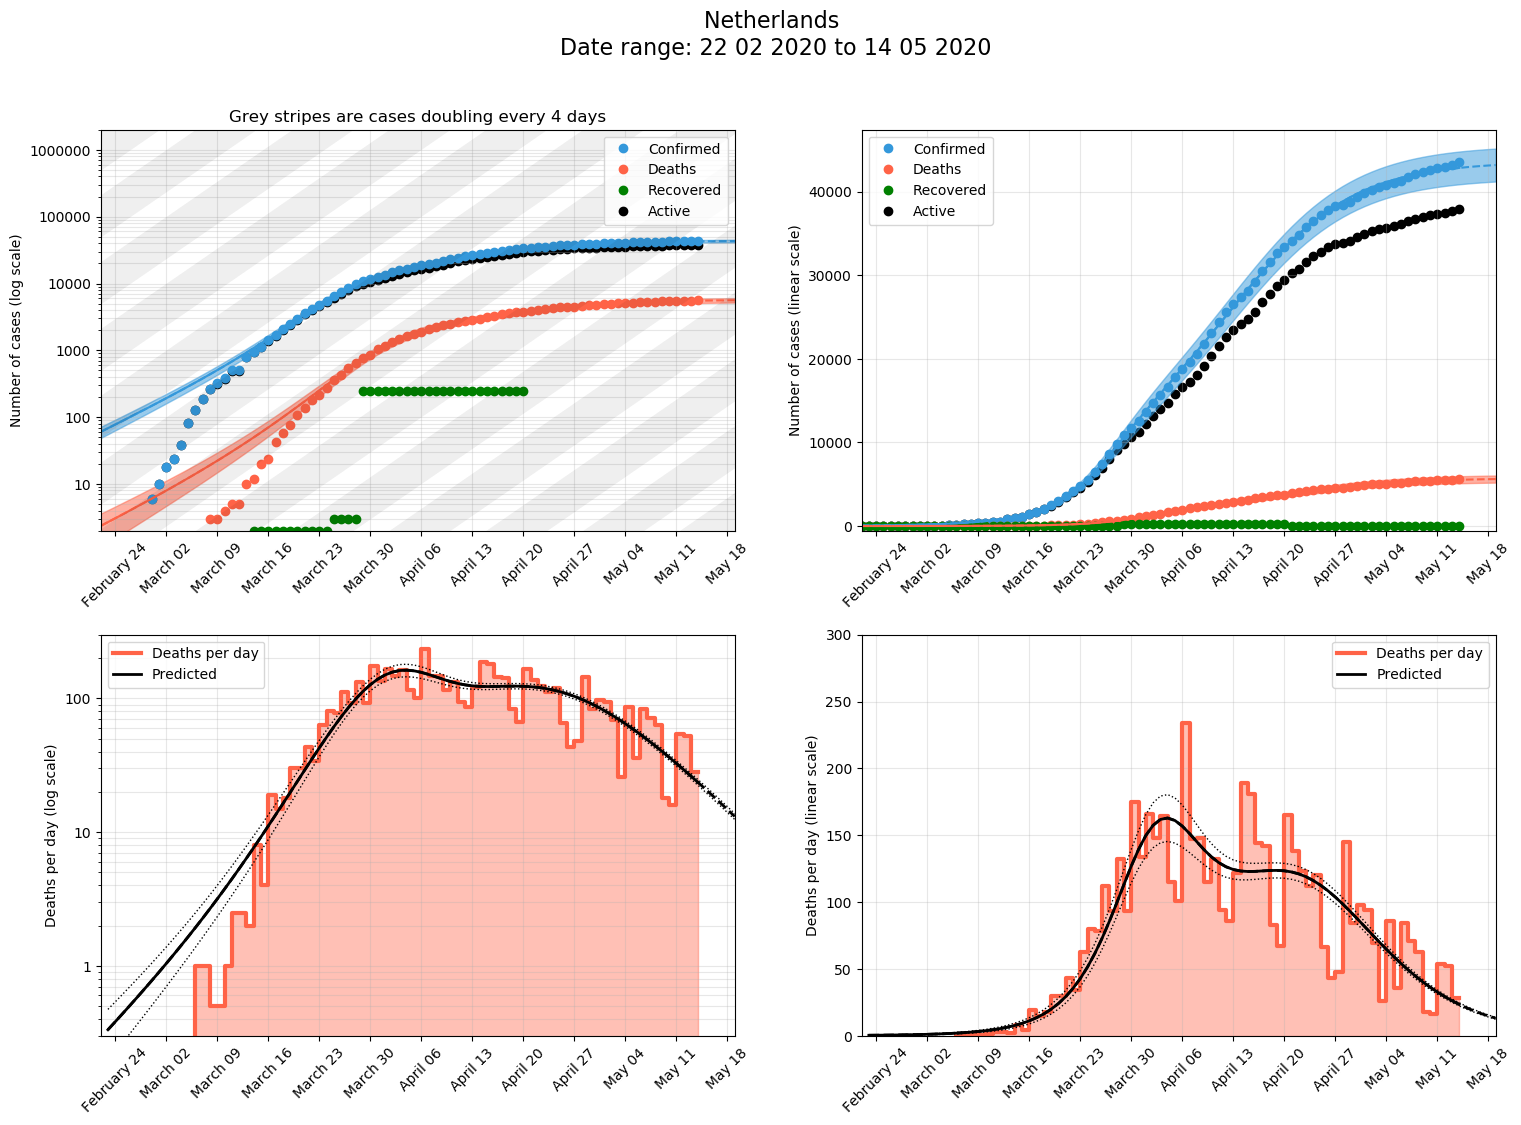 Netherlands
Date range: 22 02 2020 to 14 05 2020
Grey stripes are cases doubling every 4 days
Number of cases (log scale)
1000000
100000
10000
1000
100
10
Confirmed
Deaths
Recovered
Active
February 24
March 02
March 09
March 16
March 23
March 30
April 06
April 13
April 20
April 27
May 04
May 11
May 18
Number of cases (linear scale)
40000
30000
20000
10000
0
Confirmed
Deaths
Recovered
Active
February 24
March 02
March 09
March 16
March 23
March 30
April 06
April 13
April 20
April 27
May 04
May 11
May 18
Deaths per day (log scale)
100
10
1
Deaths per day
Predicted
February 24
March 02
March 09
March 16
March 23
March 30
April 06
April 13
April 20
April 27
May 04
May 11
May 18
Deaths per day (linear scale)
300
250
200
150
100
50
0
Deaths per day
Predicted
February 24
March 02
March 09
March 16
March 23
March 30
April 06
April 13
April 20
April 27
May 04
May 11
May 18